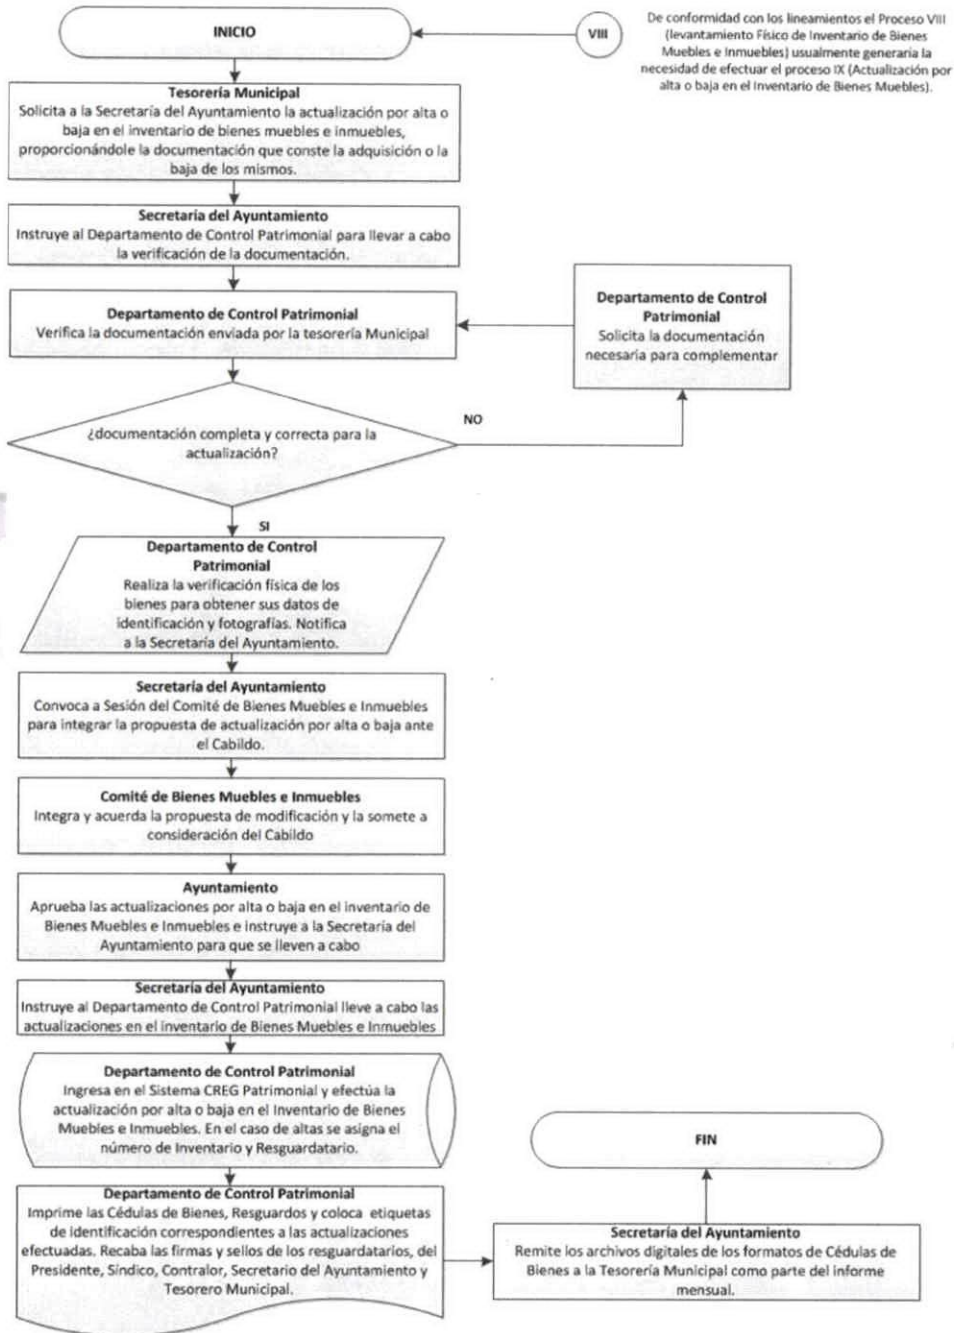 INICIO
VIII
De conformidad con los lineamientos el Proceso VIII
(levantamiento Físico de Inventario de Bienes
Muebles e Inmuebles) usualmente generaría la
necesidad de efectuar el proceso IX (Actualización por
alta o baja en el Inventario de Bienes Muebles).
Tesorería Municipal
Solicita a la Secretaría del Ayuntamiento la actualización por alta o
baja en el inventario de bienes muebles e inmuebles,
proporcionándole la documentación que conste la adquisición o la
baja de los mismos.
Secretaría del Ayuntamiento
Instruye al Departamento de Control Patrimonial para llevar a cabo
la verificación de la documentación.
Departamento de Control Patrimonial
Verifica la documentación enviada por la tesorería Municipal
Departamento de Control
Patrimonial
Solicita la documentación
necesaria para complementar
NO
¿documentación completa y correcta para la
actualización?
SI
Departamento de Control
Patrimonial
Realiza la verificación física de los
bienes para obtener sus datos de
identificación y fotografías. Notifica
a la Secretaría del Ayuntamiento.
Secretaría del Ayuntamiento
Convoca a Sesión del Comité de Bienes Muebles e Inmuebles
para integrar la propuesta de actualización por alta o baja ante
el Cabildo.
Comité de Bienes Muebles e Inmuebles
Integra y acuerda la propuesta de modificación y la somete a
consideración del Cabildo
Ayuntamiento
Aprueba las actualizaciones por alta o baja en el inventario de
Bienes Muebles e Inmuebles e instruye a la Secretaría del
Ayuntamiento para que se lleven a cabo
Secretaría del Ayuntamiento
Instruye al Departamento de Control Patrimonial lleve a cabo las
actualizaciones en el inventario de Bienes Muebles e Inmuebles
Departamento de Control Patrimonial
Ingresa en el Sistema CREG Patrimonial y efectúa la
actualización por alta o baja en el Inventario de Bienes
Muebles e Inmuebles. En el caso de altas se asigna el
número de Inventario y Resguardatario.
Departamento de Control Patrimonial
Imprime las Cédulas de Bienes, Resguardos y coloca etiquetas
de identificación correspondientes a las actualizaciones
efectuadas. Recaba las firmas y sellos de los resguardatarios, del
Presidente, Síndico, Contralor, Secretario del Ayuntamiento y
Tesorero Municipal.
FIN
Secretaría del Ayuntamiento
Remite los archivos digitales de los formatos de Cédulas de
Bienes a la Tesorería Municipal como parte del informe
mensual.